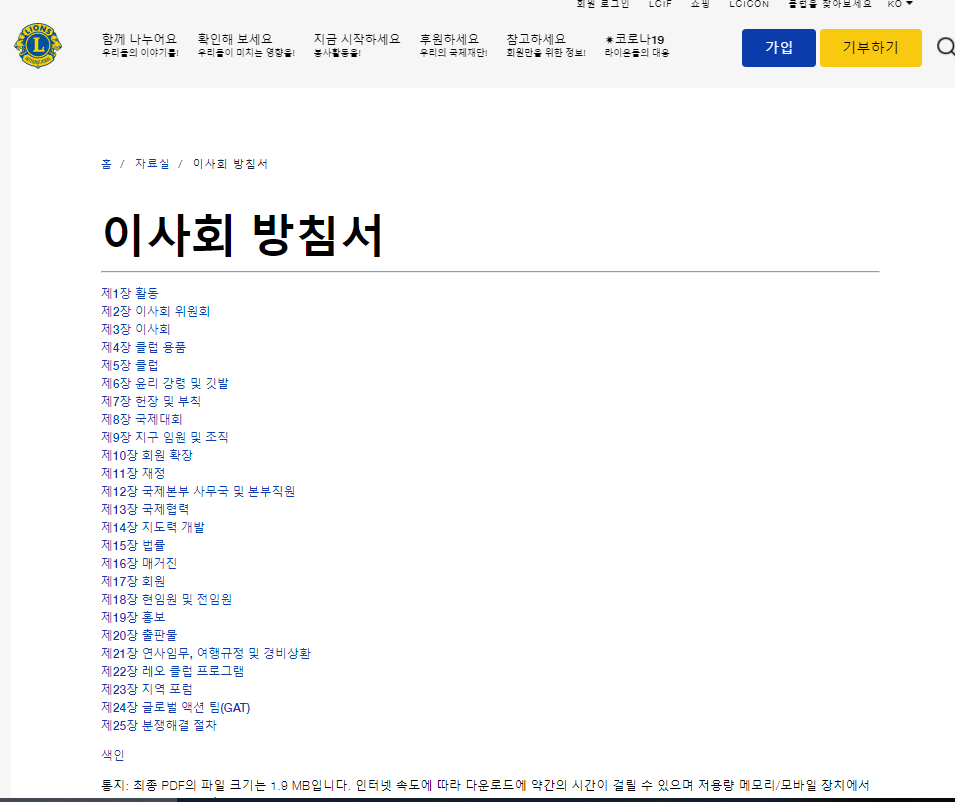 회원 로그인 LCIF 쇼핑 LCICON 클럽을 찾아보세요 KO
LIONS
L
INTERNATIONAL
함께 나누어요 확인해 보세요 지금 시작하세요 후원하세요 참고하세요 ✷코로나19
우리들의 이야기를! 우리들이 미치는 영향을! 봉사활동을! 우리의 국제재단! 회원만을 위한 정보! 라이온들의 대응
가입 기부하기
홈 / 자료실 / 이사회 방침서
이사회 방침서
제1장 활동
제2장 이사회 위원회
제3장 이사회
제4장 클럽 용품
제5장 클럽
제6장 윤리 강령 및 깃발
제7장 헌장 및 부칙
제8장 국제대회
제9장 지구 임원 및 조직
제10장 회원 확장
제11장 재정
제12장 국제본부 사무국 및 본부직원
제13장 국제협력
제14장 지도력 개발
제15장 법률
제16장 매거진
제17장 회원
제18장 현임원 및 전임원
제19장 홍보
제20장 출판물
제21장 연사임무, 여행규정 및 경비상환
제22장 레오 클럽 프로그램
제23장 지역 포럼
제24장 글로벌 액션 팀(GAT)
제25장 분쟁해결 절차
색인
통지: 최종 PDF의 파일 크기는 1.9 MB입니다. 인터넷 속도에 따라 다운로드에 약간의 시간이 걸릴 수 있으며 저용량 메모리/모바일 장치에서